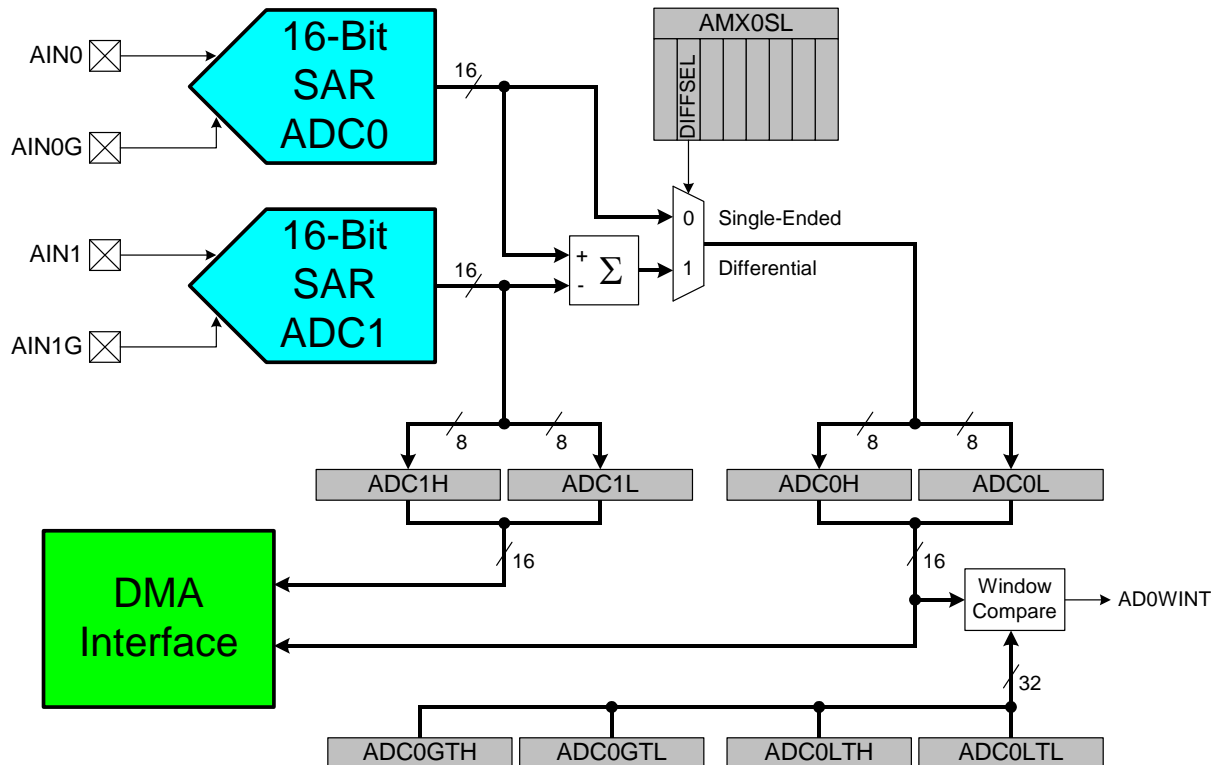 AMX0SL
DIFFSEL
AIN0
AIN0G
16-Bit
SAR
ADC0
16
AIN1
AIN1G
16-Bit
SAR
ADC1
16
+
-
Σ
0
1
Single-Ended
Differential
8
8
8
8
ADC1H
ADC1L
ADC0H
ADC0L
16
16
DMA
Interface
Window
Compare
AD0WINT
32
ADC0GTH
ADC0GTL
ADC0LTH
ADC0LTL